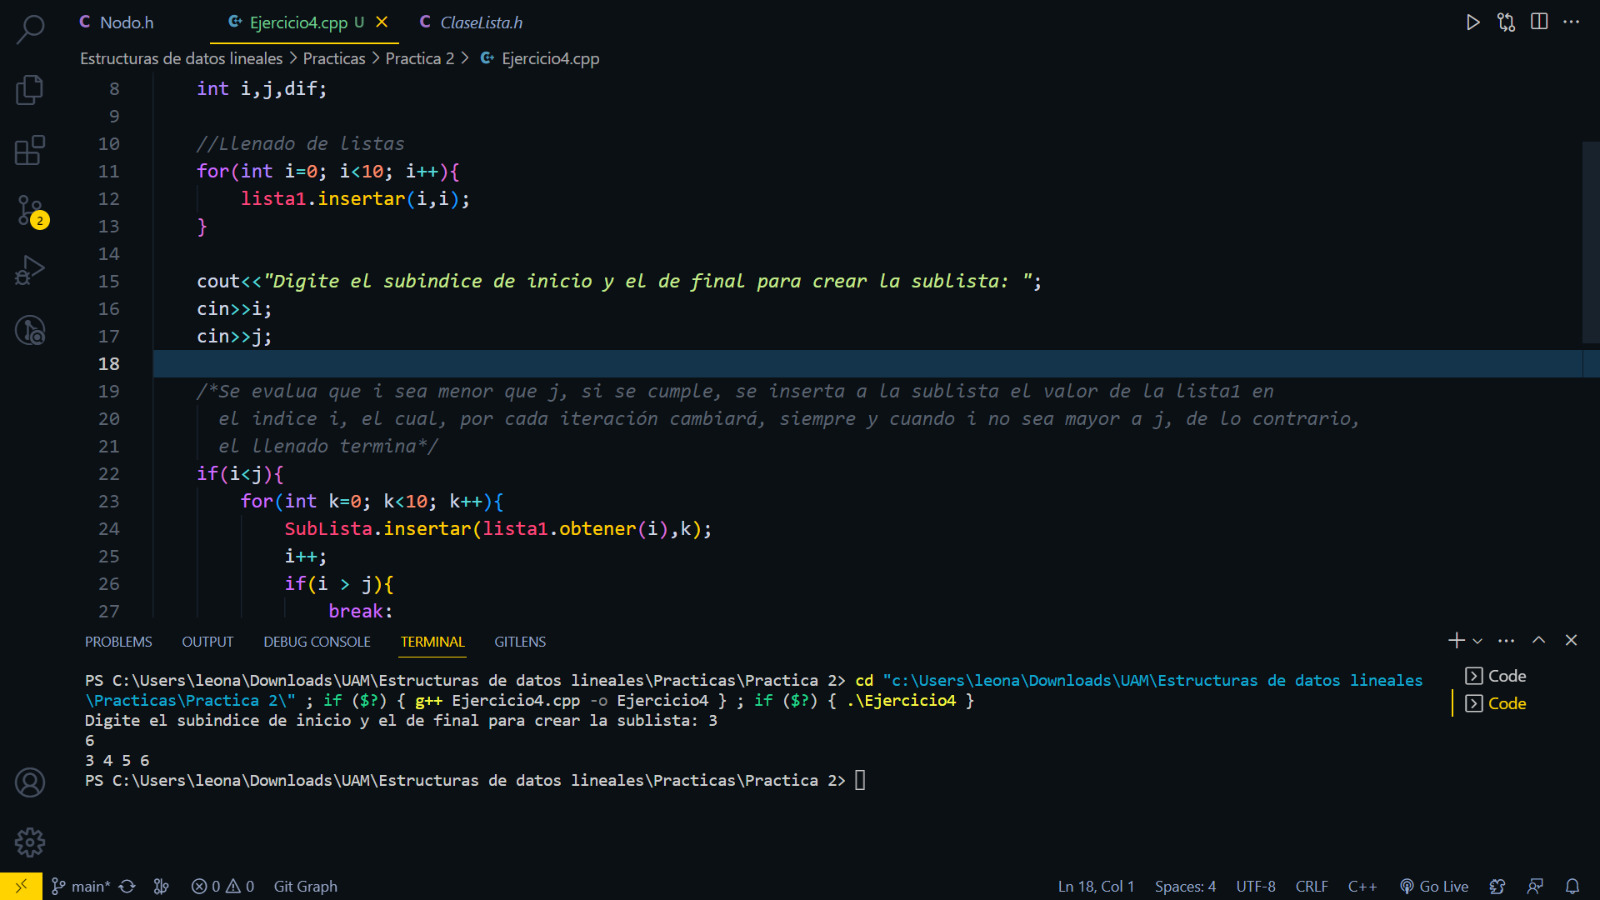 Nodo.h
Ejercicio4.cpp U
ClaseLista.h
Estructuras de datos lineales > Practicas > Practica 2 > Ejercicio4.cpp
8 int i,j,dif;
9
10 //Llenado de listas
11 for(int i=0; i<10; i++){
12 lista1.insertar(i,i);
13 }
14
15 cout<<"Digite el subindice de inicio y el de final para crear la sublista: ";
16 cin>>i;
17 cin>>j;
18
19 /*Se evalua que i sea menor que j, si se cumple, se inserta a la sublista el valor de la lista1 en
20 el indice i, el cual, por cada iteración cambiará, siempre y cuando i no sea mayor a j, de lo contrario,
21 el llenado termina*/
22 if(i<j){
23 for(int k=0; k<10; k++){
24 SubLista.insertar(lista1.obtener(i),k);
25 i++;
26 if(i > j){
27 break;
2
PROBLEMS OUTPUT DEBUG CONSOLE TERMINAL GITLENS
PS C:\Users\leona\Downloads\UAM\Estructuras de datos lineales\Practicas\Practica 2> cd "c:\Users\leona\Downloads\UAM\Estructuras de datos lineales
\Practicas\Practica 2\" ; if ($?) { g++ Ejercicio4.cpp -o Ejercicio4 } ; if ($?) { .\Ejercicio4 }
Digite el subindice de inicio y el de final para crear la sublista: 3
6
3 4 5 6
PS C:\Users\leona\Downloads\UAM\Estructuras de datos lineales\Practicas\Practica 2>
Code
Code
main* 0 0 Git Graph Ln 18, Col 1 Spaces: 4 UTF-8 CRLF C++ Go Live